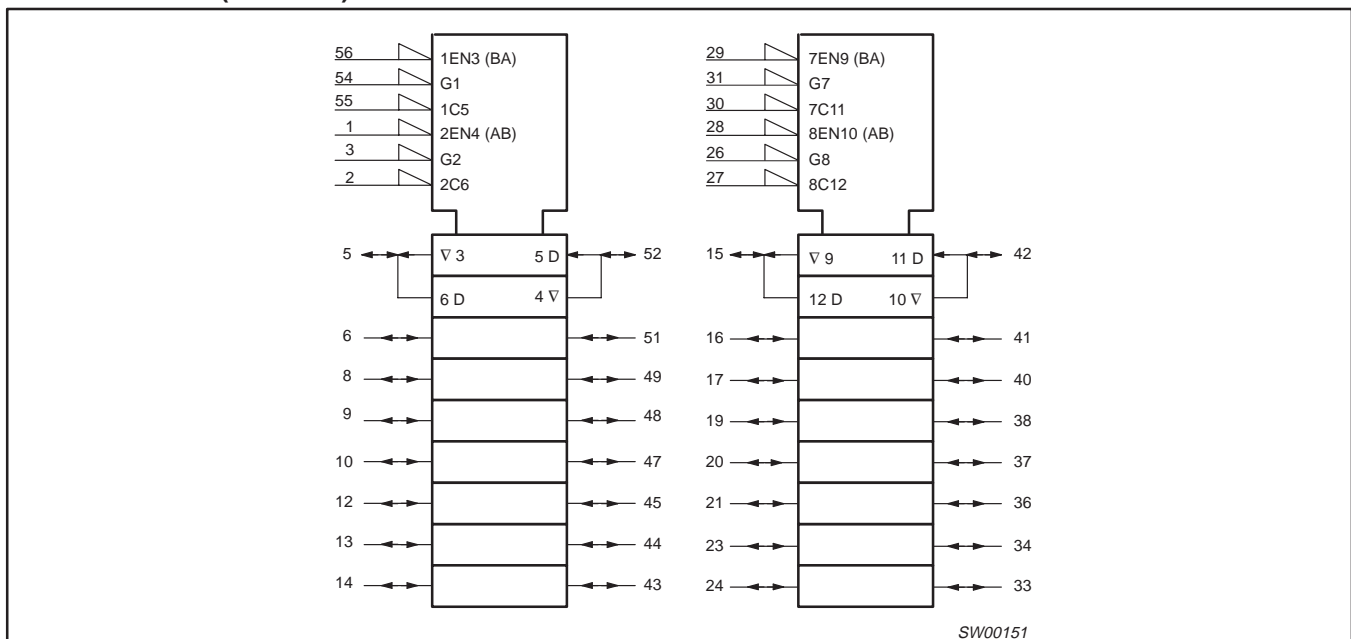 56 1EN3 (BA)
54 G1
55 1C5
1 2EN4 (AB)
3 G2
2 2C6
5 ∇ 3 5 D 52
6 D 4 ∇
6 51
8 49
9 48
10 47
12 45
13 44
14 43
29 7EN9 (BA)
31 G7
30 7C11
28 8EN10 (AB)
26 G8
27 8C12
15 ∇ 9 11 D 42
12 D 10 ∇
16 41
17 40
19 38
20 37
21 36
23 34
24 33
SW00151